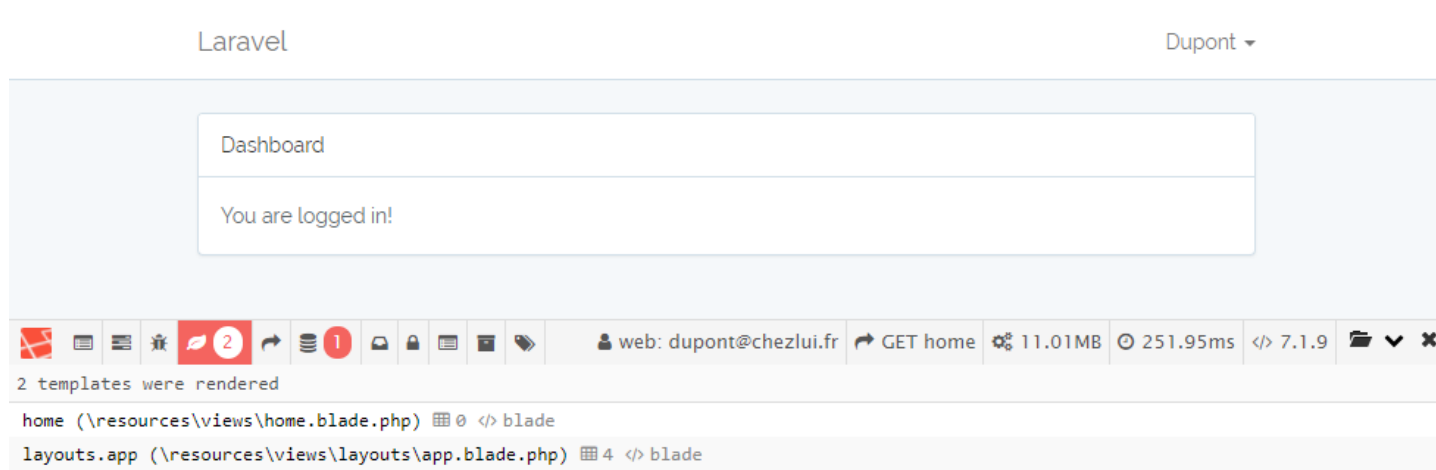 Laravel Dupont
Dashboard
You are logged in!
2 1 web: dupont@chezlui.fr GET home 11.01MB 251.95ms </> 7.1.9
2 templates were rendered
home (\resources\views\home.blade.php) 0 </> blade
layouts.app (\resources\views\layouts\app.blade.php) 4 </> blade